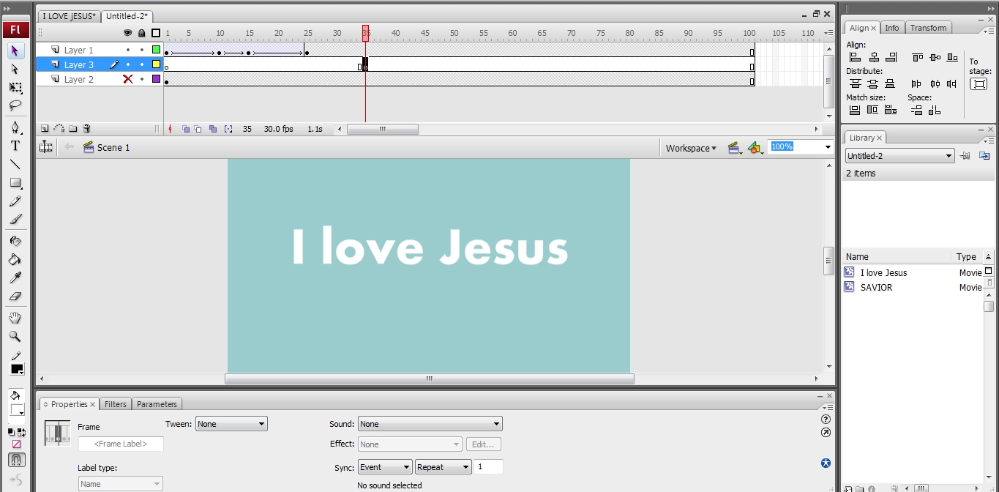 I LOVE jESUS* Untitled-2*
Fl
1 5 10 15 20 25 30 35 40 45 50 55 60 65 70 75 80 85 90 95 100 105 110
Layer 1
Layer 3
Layer 2
35 30.0 fps 1.1s
Scene 1
Workspace
100%
I love Jesus
T
Properties × Filters Parameters
Frame
<Frame Label>
Label type:
Name
Tween: None
Sound: None
Effect: None Edit...
Sync: Event Repeat 1
No sound selected
Align × Info Transform
Align:
Distribute:
Match size: Space:
To
stage:
Library ×
Untitled-2
2 items
Name Type
I love Jesus Movie
SAVIOR Movie